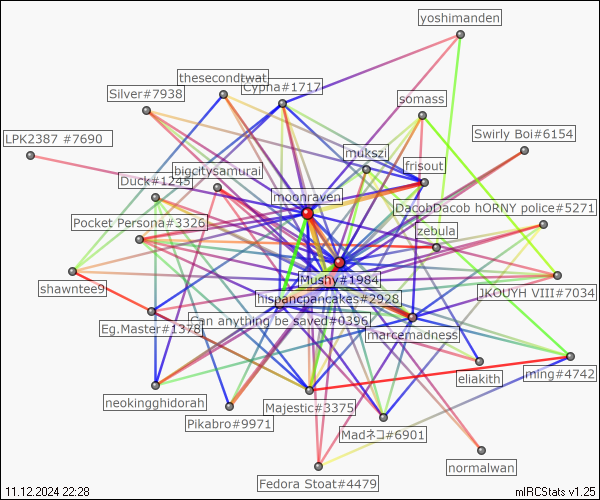 yoshimanden
thesecondtwat
Cypha#1717
Silver#7938
somass
Swirly Boi#6154
LPK2387 #7690
mukszi
frisout
bigcitysamurai
Duck#1245
moonraven
DacobDacob hORNY police#5271
Pocket Persona#3326
zebula
Mushy#1984
shawntee9
JKOUYH VIII#7034
hispancpancakes#2928
Can anything be saved#0396
Eg.Master#1378
marcemadness
eliakith
ming#4742
neokingghidorah
Majestic#3375
Pikabro#9971
Madネコ#6901
normalwan
Fedora Stoat#4479
11.12.2024 22:28
mIRCStats v1.25